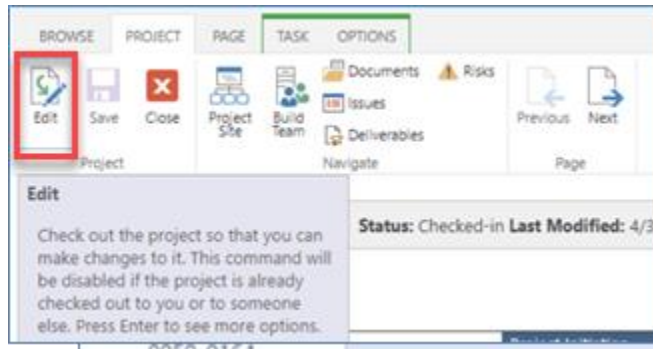 BROWSE PROJECT PAGE TASK OPTIONS
Documents Risks
Issues
Deliverables
Edit Save Close Project Site Build Team Previous Next
Project Navigate Page
Edit
Check out the project so that you can
make changes to it. This command will
be disabled if the project is already
checked out to you or to someone
else. Press Enter to see more options.
Status: Checked-in Last Modified: 4/3